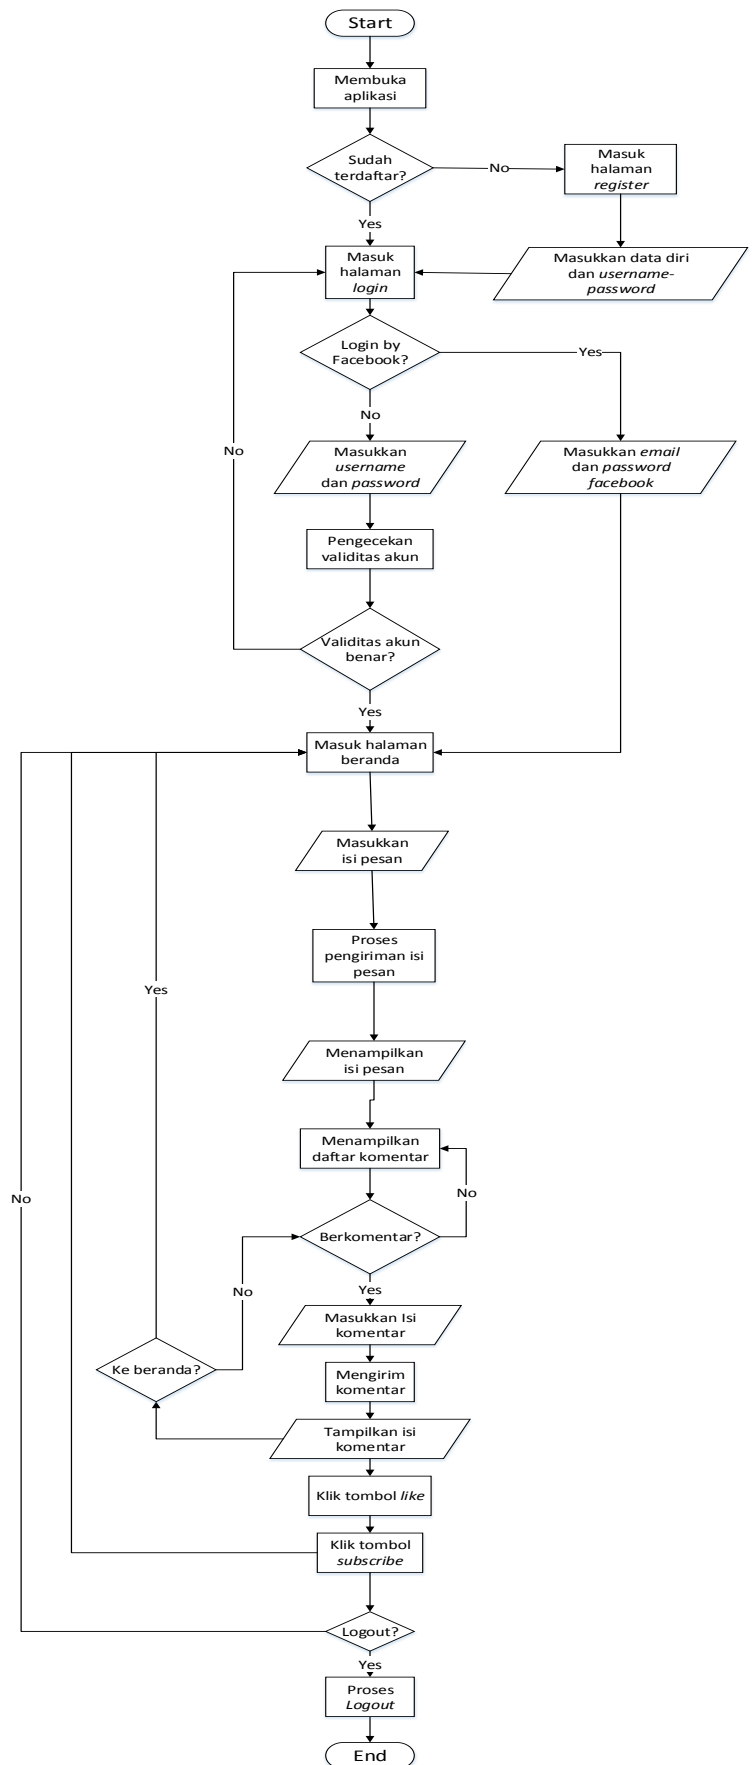 Start
Membuka
aplikasi
Sudah
terdaftar?
No
Masuk
halaman
register
Yes
Masuk
halaman
login
Masukkan data diri
dan username-
password
Login by
Facebook?
Yes
No
No
Masukkan
username
dan password
Masukkan email
dan password
facebook
Pengecekan
validitas akun
Validitas akun
benar?
Yes
Masuk halaman
beranda
Masukkan
isi pesan
Proses
pengiriman isi
pesan
Yes
Menampilkan
isi pesan
Menampilkan
daftar komentar
No
No
Berkomentar?
No
Yes
Masukkan Isi
komentar
Ke beranda?
Mengirim
komentar
Tampilkan isi
komentar
Klik tombol like
Klik tombol
subscribe
Logout?
Yes
Proses
Logout
End